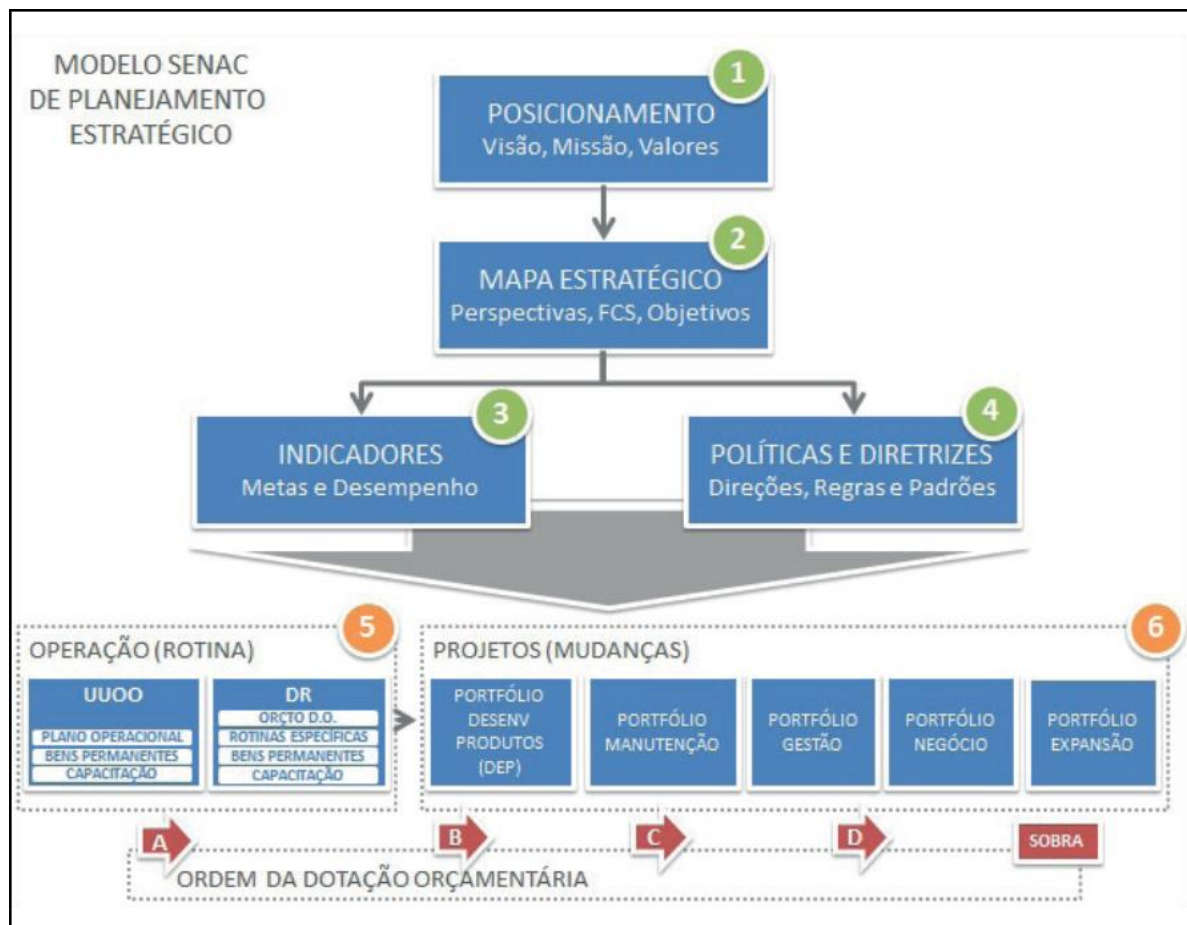 MODELO SENAC
DE PLANEJAMENTO
ESTRATÉGICO
1
POSICIONAMENTO
Visão, Missão, Valores
2
MAPA ESTRATÉGICO
Perspectivas, FCS, Objetivos
3
INDICADORES
Metas e Desempenho
4
POLÍTICAS E DIRETRIZES
Direções, Regras e Padrões
5
OPERAÇÃO (ROTINA)
UUOO
PLANO OPERACIONAL
BENS PERMANENTES
CAPACITAÇÃO
DR
ORÇTO D.O.
ROTINAS ESPECÍFICAS
BENS PERMANENTES
CAPACITAÇÃO
6
PROJETOS (MUDANÇAS)
PORTFÓLIO
DESENV
PRODUTOS
(DEP)
PORTFÓLIO
MANUTENÇÃO
PORTFÓLIO
GESTÃO
PORTFÓLIO
NEGÓCIO
PORTFÓLIO
EXPANSÃO
A
B
C
D
SOBRA
ORDEM DA DOTAÇÃO ORÇAMENTÁRIA